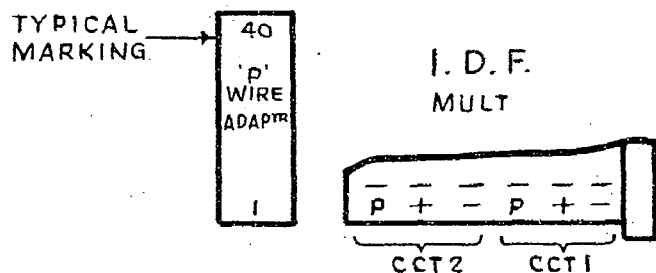 TYPICAL
MARKING
40
'P'
WIRE
ADAPTR
1
I. D. F.
MULT
P + - P + -
CCT 2 CCT 1